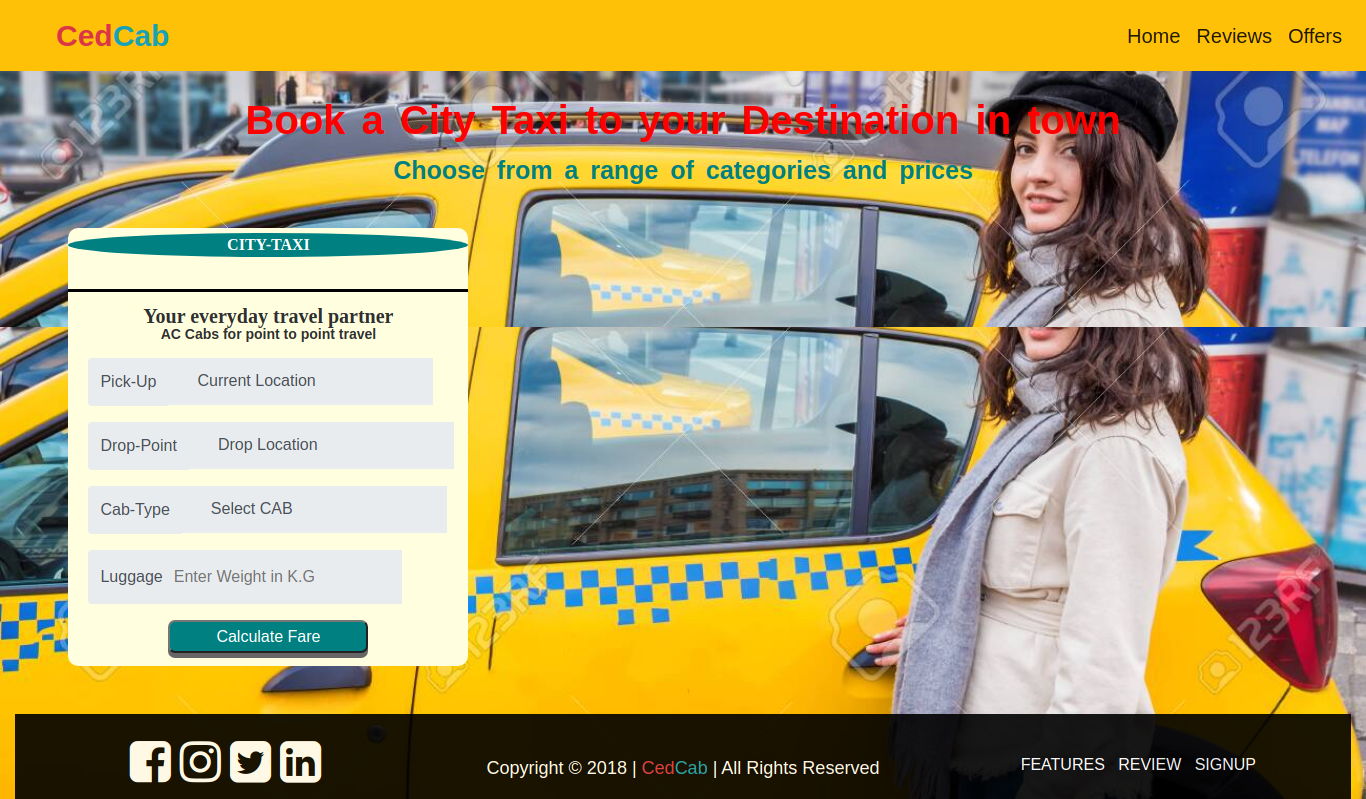 CedCab
Home Reviews Offers
Book a City Taxi to your Destination in town
Choose from a range of categories and prices
CITY-TAXI
Your everyday travel partner
AC Cabs for point to point travel
Pick-Up Current Location
Drop-Point Drop Location
Cab-Type Select CAB
Luggage Enter Weight in K.G
Calculate Fare
Copyright © 2018 | CedCab | All Rights Reserved
FEATURES REVIEW SIGNUP
123RF
123RF
123RF